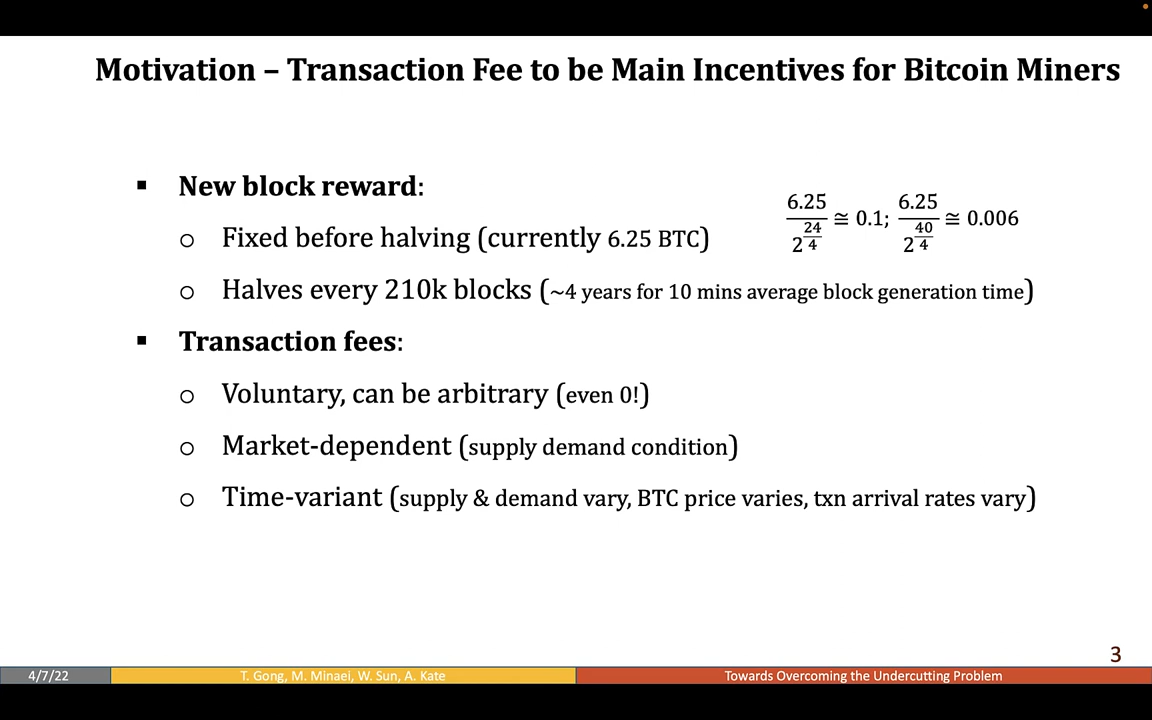 Motivation – Transaction Fee to be Main Incentives for Bitcoin Miners
▪ New block reward:
6.25/2^(24/4) ≅ 0.1; 6.25/2^(40/4) ≅ 0.006
o Fixed before halving (currently 6.25 BTC)
o Halves every 210k blocks (~4 years for 10 mins average block generation time)
▪ Transaction fees:
o Voluntary, can be arbitrary (even 0!)
o Market-dependent (supply demand condition)
o Time-variant (supply & demand vary, BTC price varies, txn arrival rates vary)
3
4/7/22 T. Gong, M. Minaei, W. Sun, A. Kate Towards Overcoming the Undercutting Problem